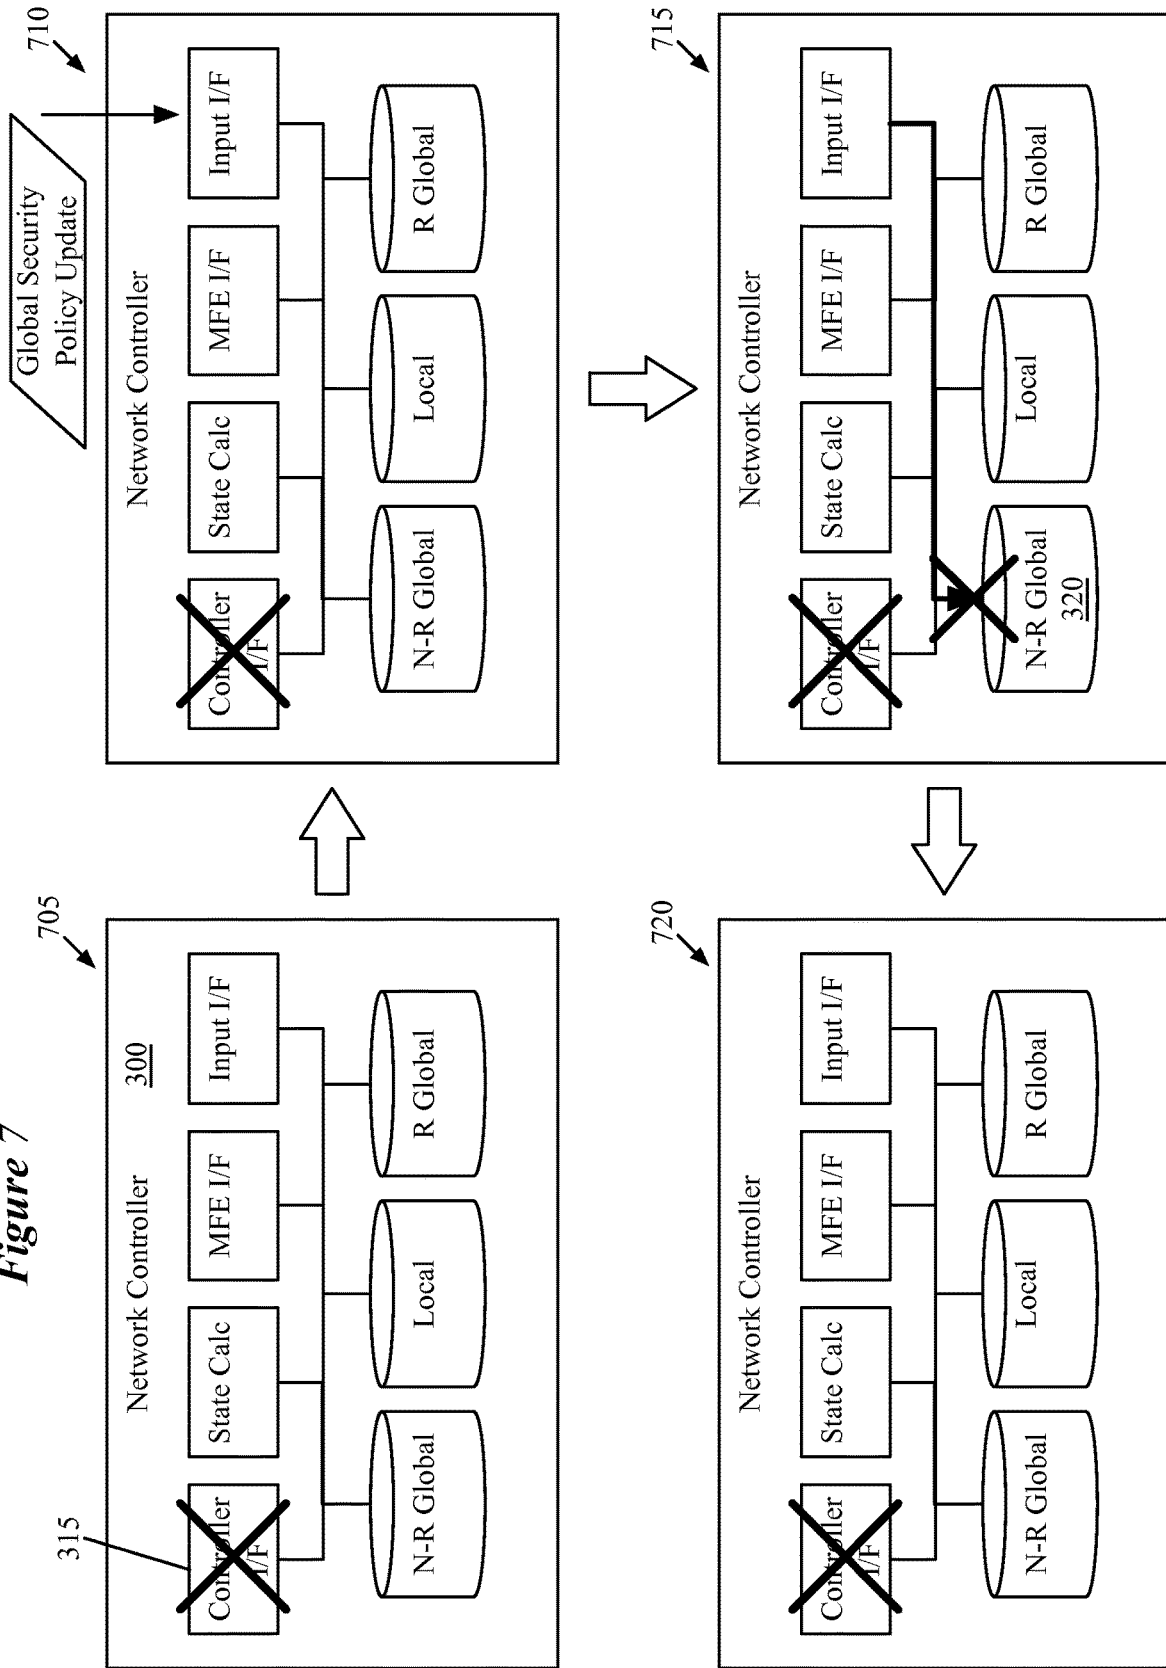 Figure 7
705
Network Controller
300
315
Controller
I/F
State Calc
MFE I/F
Input I/F
N-R Global
Local
R Global
Global Security
Policy Update
710
Network Controller
Controller
I/F
State Calc
MFE I/F
Input I/F
N-R Global
Local
R Global
715
Network Controller
Controller
I/F
State Calc
MFE I/F
Input I/F
N-R Global
320
Local
R Global
720
Network Controller
Controller
I/F
State Calc
MFE I/F
Input I/F
N-R Global
Local
R Global